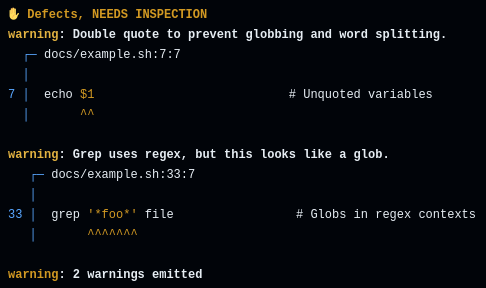 ✋ Defects, NEEDS INSPECTION
warning: Double quote to prevent globbing and word splitting.
┌─ docs/example.sh:7:7
│
7 │ echo $1 # Unquoted variables
│ ^^
warning: Grep uses regex, but this looks like a glob.
┌─ docs/example.sh:33:7
│
33 │ grep '*foo*' file # Globs in regex contexts
│ ^^^^^^^
warning: 2 warnings emitted